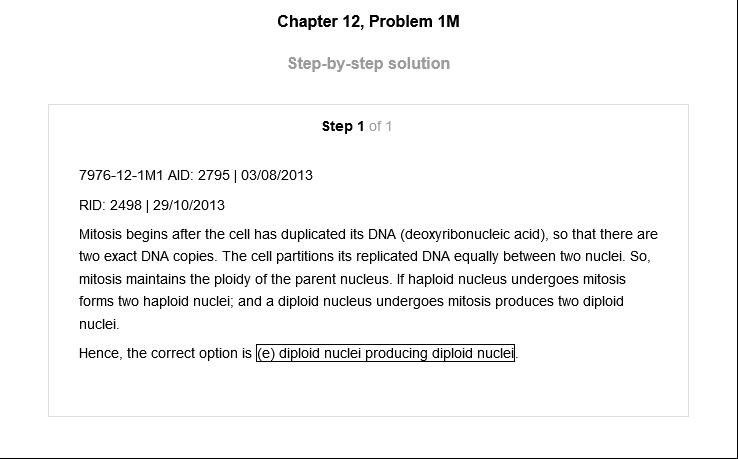 Chapter 12, Problem 1M
Step-by-step solution
Step 1 of 1
7976-12-1M1 AID: 2795 | 03/08/2013
RID: 2498 | 29/10/2013
Mitosis begins after the cell has duplicated its DNA (deoxyribonucleic acid), so that there are
two exact DNA copies. The cell partitions its replicated DNA equally between two nuclei. So,
mitosis maintains the ploidy of the parent nucleus. If haploid nucleus undergoes mitosis
forms two haploid nuclei; and a diploid nucleus undergoes mitosis produces two diploid
nuclei.
Hence, the correct option is (e) diploid nuclei producing diploid nuclei.